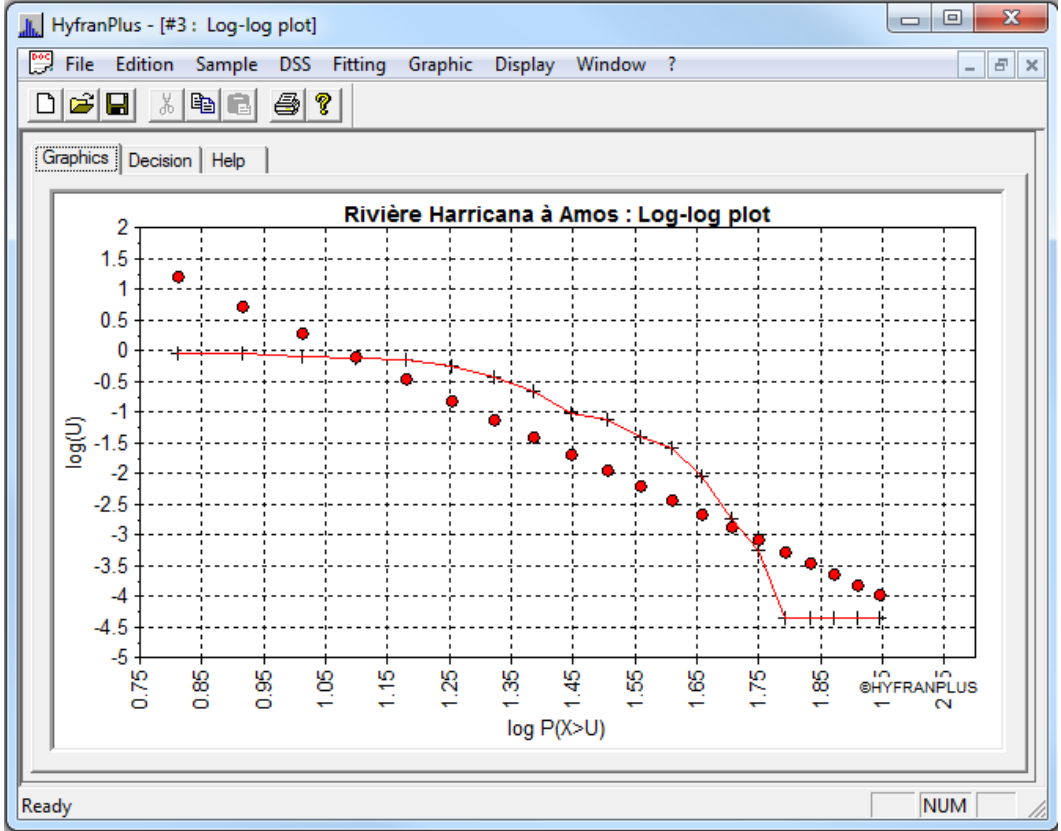 HyfranPlus - [#3 : Log-log plot]
File Edition Sample DSS Fitting Graphic Display Window ?
Graphics Decision Help
Rivière Harricana à Amos : Log-log plot
2
1.5
1
0.5
0
-0.5
-1
-1.5
-2
-2.5
-3
-3.5
-4
-4.5
-5
log(U)
0.75 0.85 0.95 1.05 1.15 1.25 1.35 1.45 1.55 1.65 1.75 1.85
©HYFRANPLUS
log P(X>U)
Ready NUM